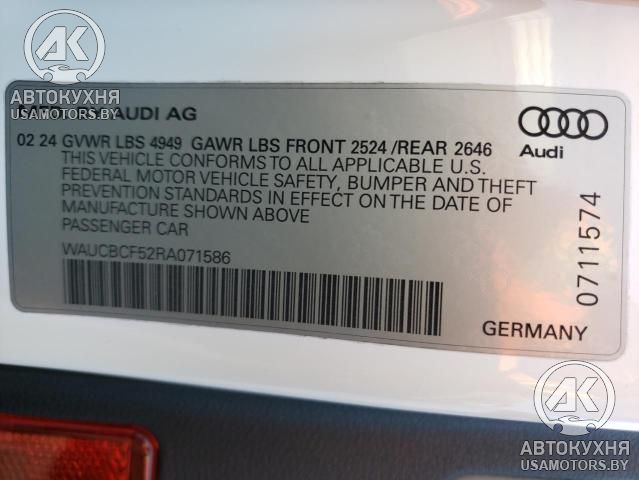 АВТОКУХНЯ
USAMOTORS.BY
AUDI AG
02 24 GVWR LBS 4949 GAWR LBS FRONT 2524 /REAR 2646
THIS VEHICLE CONFORMS TO ALL APPLICABLE U.S.
FEDERAL MOTOR VEHICLE SAFETY, BUMPER AND THEFT
PREVENTION STANDARDS IN EFFECT ON THE DATE OF
MANUFACTURE SHOWN ABOVE
PASSENGER CAR
WAUCBCF52RA071586
Audi
0711574
GERMANY
АК
АВТОКУХНЯ
USAMOTORS.BY